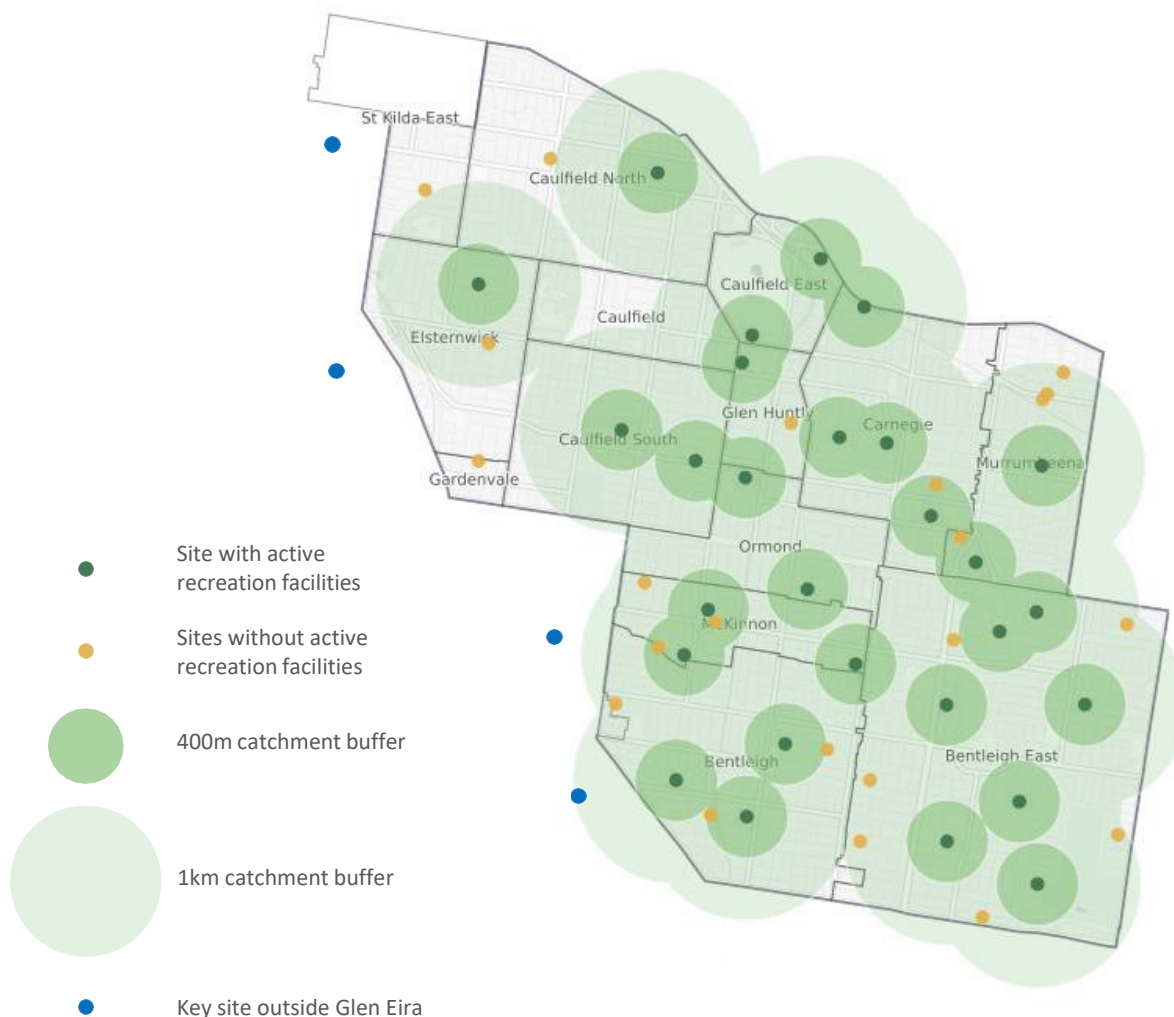 St Kilda East
Caulfield North
Caulfield East
Caulfield
Elsternwick
Glen Huntly
Carnegie
Caulfield South
Murrumbeena
Gardenvale
Ormond
McKinnon
Bentleigh
Bentleigh East
Site with active
recreation facilities
Sites without active
recreation facilities
400m catchment buffer
1km catchment buffer
Key site outside Glen Eira